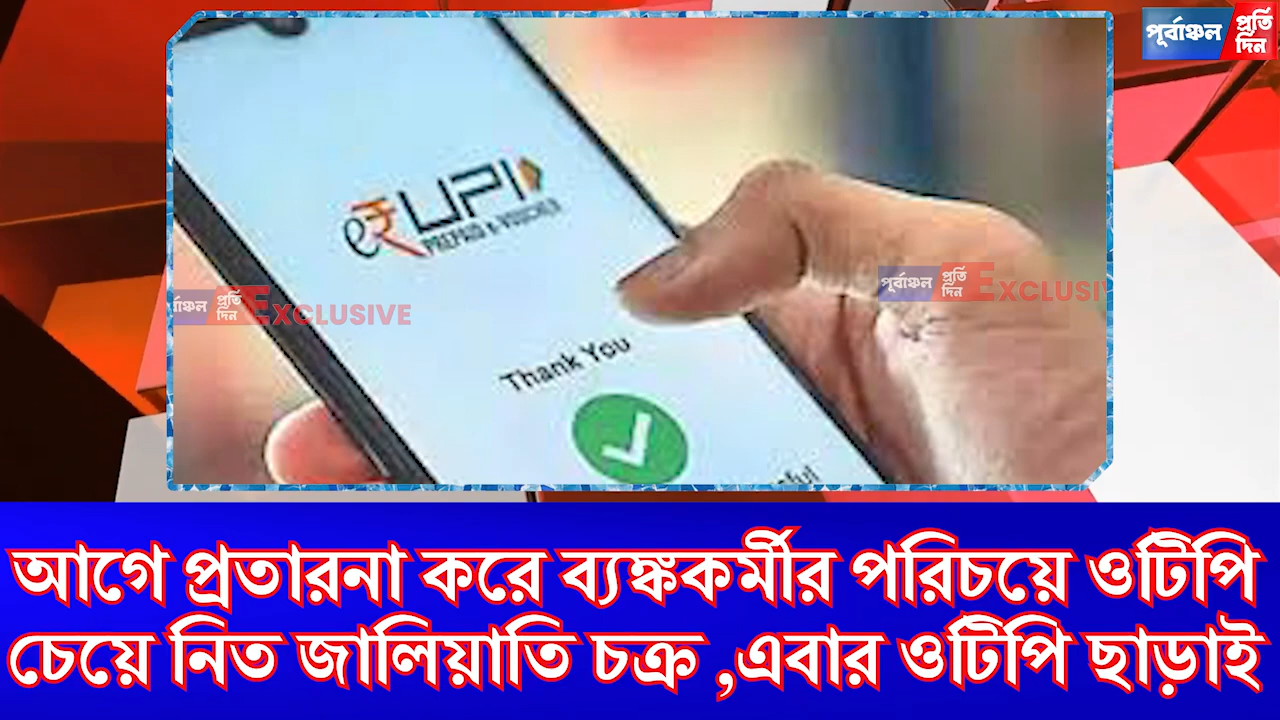 পূর্বাঞ্চল প্রতি দিন
e₹UPI
PREPAID e-VOUCHER
পূর্বাঞ্চল প্রতি দিন EXCLUSIVE
পূর্বাঞ্চল প্রতি দিন EXCLUSIV
Thank You
আগে প্রতারনা করে ব্যঙ্ককর্মীর পরিচয়ে ওটিপি
চেয়ে নিত জালিয়াতি চক্র ,এবার ওটিপি ছাড়াই